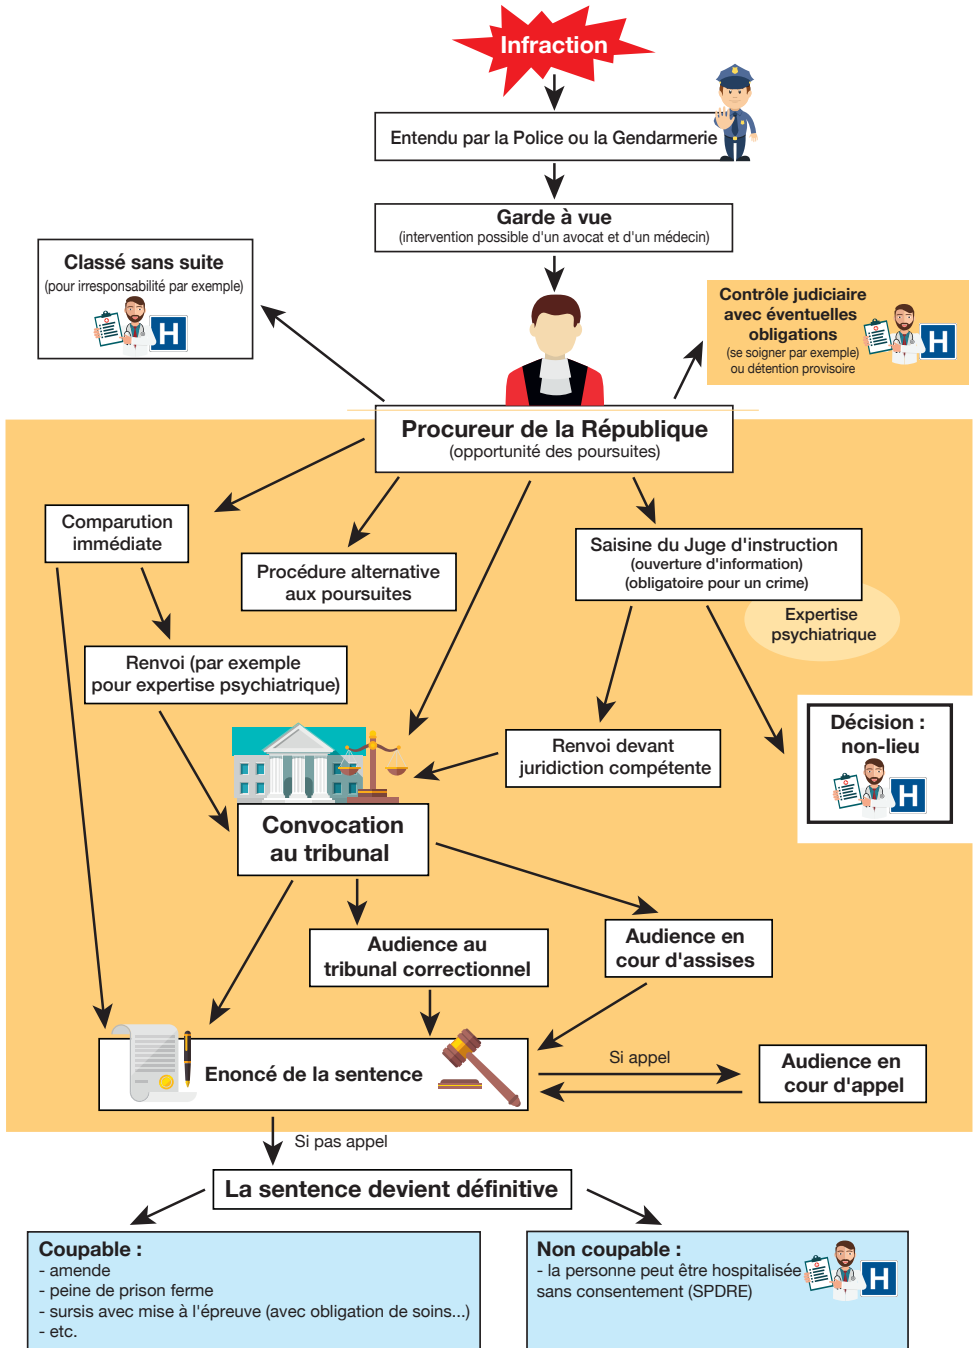 Infraction
Entendu par la Police ou la Gendarmerie
Garde à vue
(intervention possible d'un avocat et d'un médecin)
Classé sans suite
(pour irresponsabilité par exemple)
H
Contrôle judiciaire
avec éventuelles
obligations
(se soigner par exemple)
ou détention provisoire
H
Procureur de la République
(opportunité des poursuites)
Comparution
immédiate
Procédure alternative
aux poursuites
Saisine du Juge d'instruction
(ouverture d'information)
(obligatoire pour un crime)
Expertise
psychiatrique
Renvoi (par exemple
pour expertise psychiatrique)
Renvoi devant
juridiction compétente
Décision :
non-lieu
H
Convocation
au tribunal
Audience au
tribunal correctionnel
Audience en
cour d'assises
Enoncé de la sentence
Si appel
Audience en
cour d'appel
Si pas appel
La sentence devient définitive
Coupable :
- amende
- peine de prison ferme
- sursis avec mise à l'épreuve (avec obligation de soins...)
- etc.
Non coupable :
- la personne peut être hospitalisée
sans consentement (SPDRE)
H